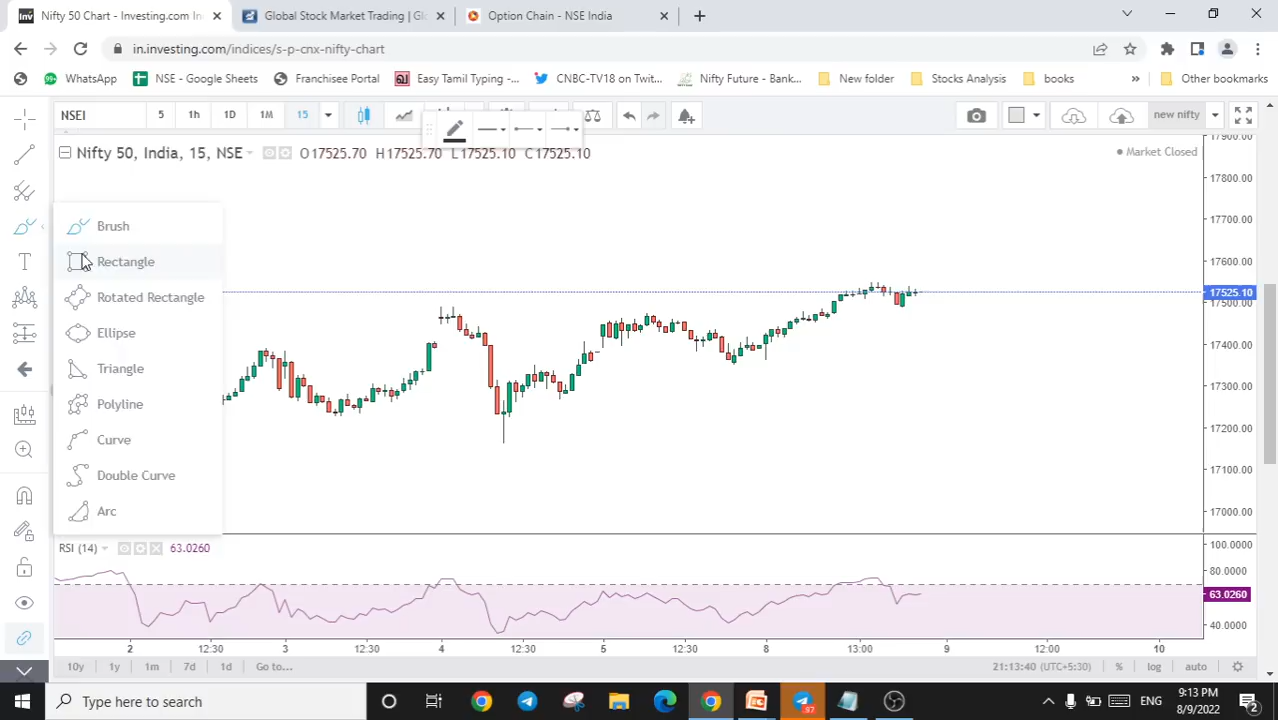 Nifty 50 Chart - Investing.com In
Global Stock Market Trading | Gl
Option Chain - NSE India
in.investing.com/indices/s-p-cnx-nifty-chart
WhatsApp
NSE - Google Sheets
Franchisee Portal
Easy Tamil Typing -...
CNBC-TV18 on Twit...
Nifty Future - Bank...
New folder
Stocks Analysis
books
»
Other bookmarks
NSEI
5
1h
1D
1M
15
new nifty
Nifty 50, India, 15, NSE
O17525.70 H17525.70 L17525.10 C17525.10
Market Closed
Brush
Rectangle
Rotated Rectangle
Ellipse
Triangle
Polyline
Curve
Double Curve
Arc
17900.00
17800.00
17700.00
17600.00
17525.10
17500.00
17400.00
17300.00
17200.00
17100.00
17000.00
RSI (14)
63.0260
100.0000
80.0000
63.0260
40.0000
2 12:30 3 12:30 4 12:30 5 12:30 8 13:00 9 12:00 10
10y 1y 1m 7d 1d Go to...
21:13:40 (UTC+5:30)
% log auto
Type here to search
97
ENG
9:13 PM
8/9/2022
2